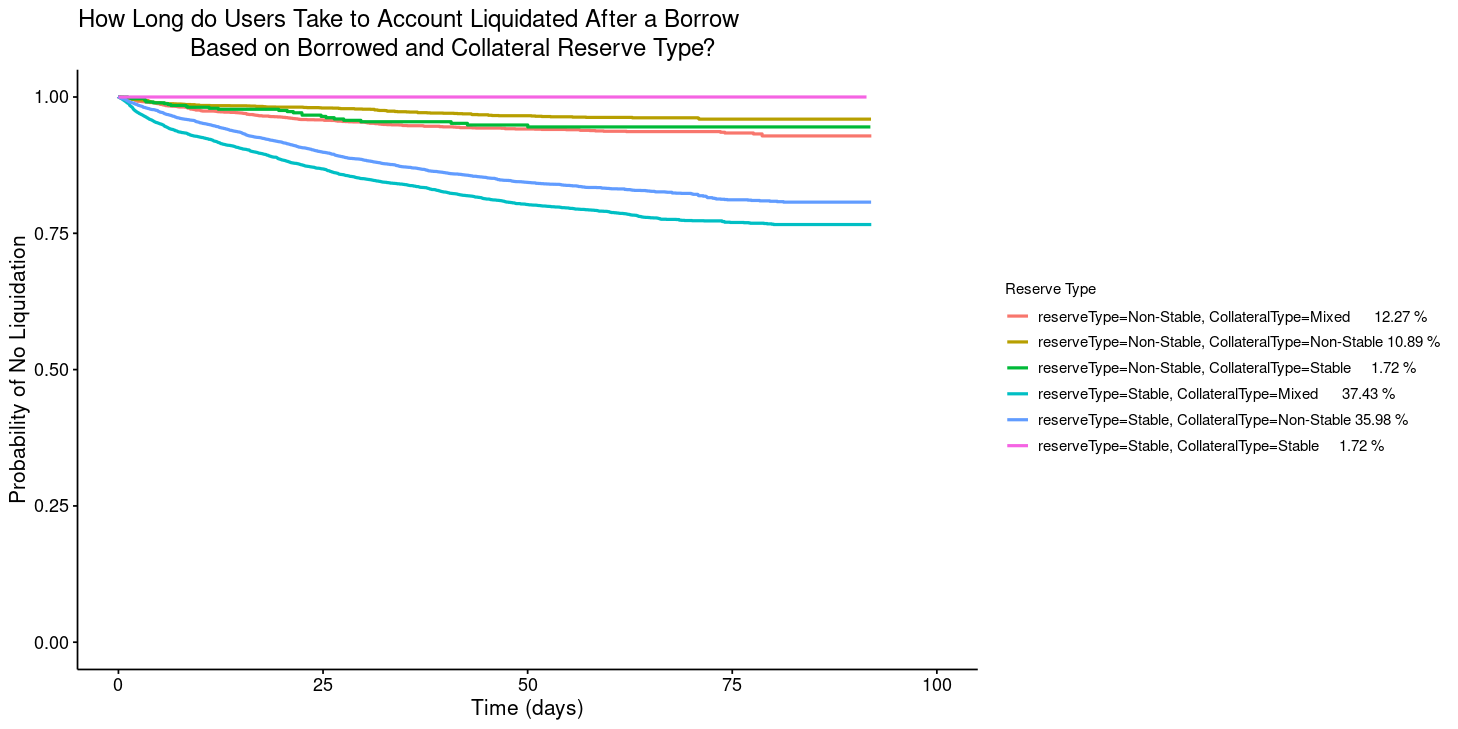 How Long do Users Take to Account Liquidated After a Borrow
Based on Borrowed and Collateral Reserve Type?
Probability of No Liquidation
1.00
0.75
0.50
0.25
0.00
0 25 50 75 100
Time (days)
Reserve Type
reserveType=Non-Stable, CollateralType=Mixed 12.27 %
reserveType=Non-Stable, CollateralType=Non-Stable 10.89 %
reserveType=Non-Stable, CollateralType=Stable 1.72 %
reserveType=Stable, CollateralType=Mixed 37.43 %
reserveType=Stable, CollateralType=Non-Stable 35.98 %
reserveType=Stable, CollateralType=Stable 1.72 %